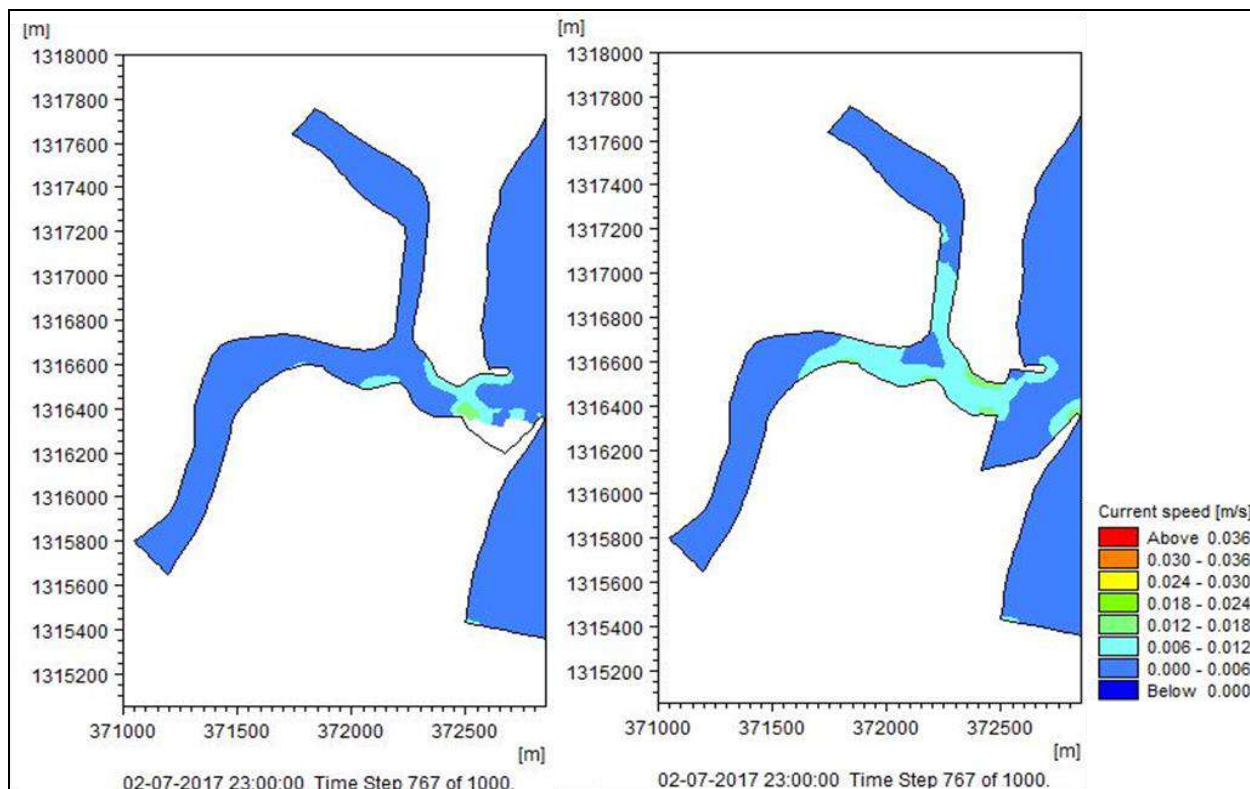 [m]
1318000
1317800
1317600
1317400
1317200
1317000
1316800
1316600
1316400
1316200
1316000
1315800
1315600
1315400
1315200
371000 371500 372000 372500
[m]
02-07-2017 23:00:00 Time Step 767 of 1000.
[m]
1318000
1317800
1317600
1317400
1317200
1317000
1316800
1316600
1316400
1316200
1316000
1315800
1315600
1315400
1315200
371000 371500 372000 372500
[m]
02-07-2017 23:00:00 Time Step 767 of 1000.
Current speed [m/s]
Above 0.036
0.030 - 0.036
0.024 - 0.030
0.018 - 0.024
0.012 - 0.018
0.006 - 0.012
0.000 - 0.006
Below 0.000